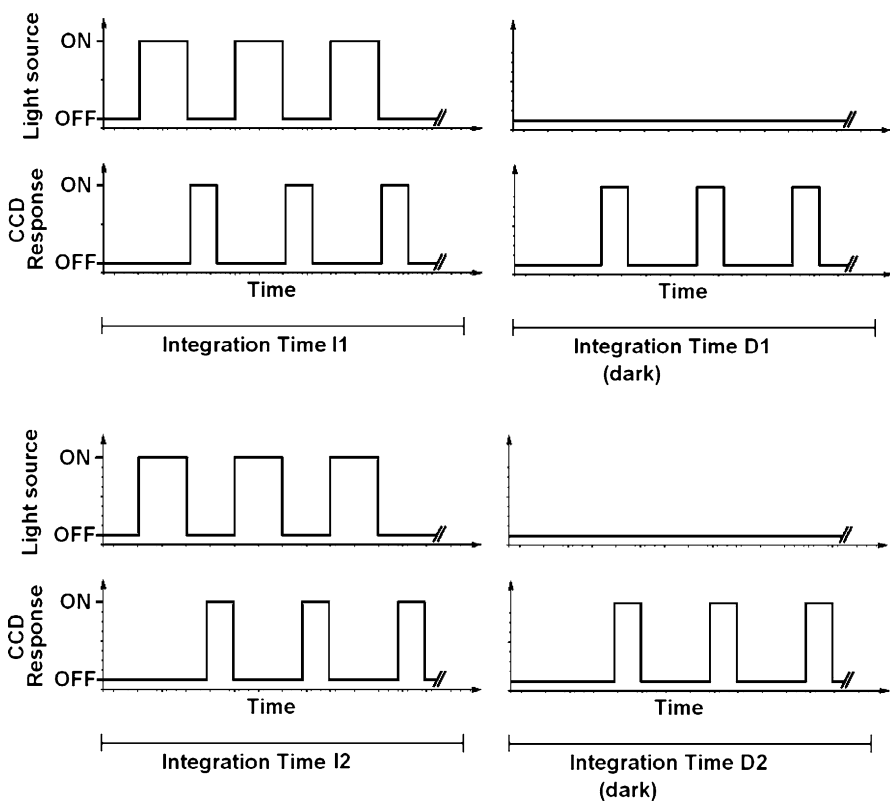 Light source
ON
OFF
CCD
Response
ON
OFF
Time
Time
Integration Time I1
Integration Time D1
(dark)
Light source
ON
OFF
CCD
Response
ON
OFF
Time
Time
Integration Time I2
Integration Time D2
(dark)